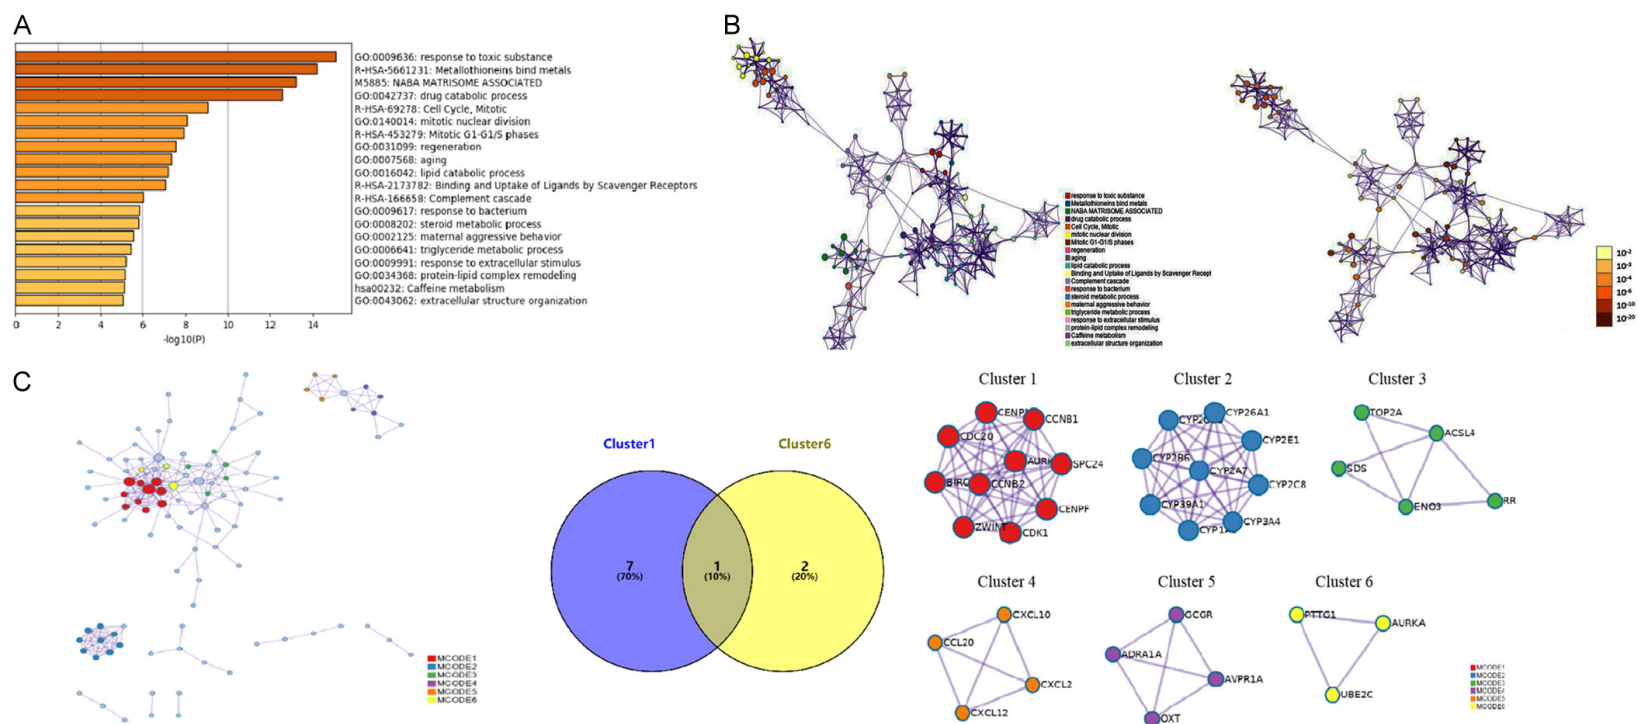 A
GO:0009636: response to toxic substance
R-HSA-5661231: Metallothioneins bind metals
M5885: NABA MATRISOME ASSOCIATED
GO:0042737: drug catabolic process
R-HSA-69278: Cell Cycle, Mitotic
GO:0140014: mitotic nuclear division
R-HSA-453279: Mitotic G1-G1/S phases
GO:0031099: regeneration
GO:0007568: aging
GO:0016042: lipid catabolic process
R-HSA-2173782: Binding and Uptake of Ligands by Scavenger Receptors
R-HSA-166658: Complement cascade
GO:0009617: response to bacterium
GO:0008202: steroid metabolic process
GO:0002125: maternal aggressive behavior
GO:0006641: triglyceride metabolic process
GO:0009991: response to extracellular stimulus
GO:0034368: protein-lipid complex remodeling
hsa00232: Caffeine metabolism
GO:0043062: extracellular structure organization
0 2 4 6 8 10 12 14
-log10(P)
B
response to toxic substance
Metallothioneins bind metals
NABA MATRISOME ASSOCIATED
drug catabolic process
Cell Cycle, Mitotic
mitotic nuclear division
Mitotic G1-G1/S phases
regeneration
aging
lipid catabolic process
Binding and Uptake of Ligands by Scavenger Recept
Complement cascade
response to bacterium
steroid metabolic process
maternal aggressive behavior
triglyceride metabolic process
response to extracellular stimulus
protein-lipid complex remodeling
Caffeine metabolism
extracellular structure organization
10-2
10-3
10-4
10-6
10-10
10-20
C
MCODE1
MCODE2
MCODE3
MCODE4
MCODE5
MCODE6
Cluster1
Cluster6
7
(70%)
1
(10%)
2
(20%)
Cluster 1
CCNB1
CDC20
SPC24
CCNB2
CENPF
ZWINT
CDK1
Cluster 2
CYP26A1
CYP2E1
CYP2B6
CYP2A7
CYP2C8
CYP39A1
CYP3A4
Cluster 3
TOP2A
ACSL4
SDS
ENO3
RR
Cluster 4
CXCL10
CCL20
CXCL2
CXCL12
Cluster 5
GCGR
ADRA1A
AVPR1A
OXT
Cluster 6
PTTG1
AURKA
UBE2C
MCODE1
MCODE2
MCODE3
MCODE4
MCODE5
MCODE6